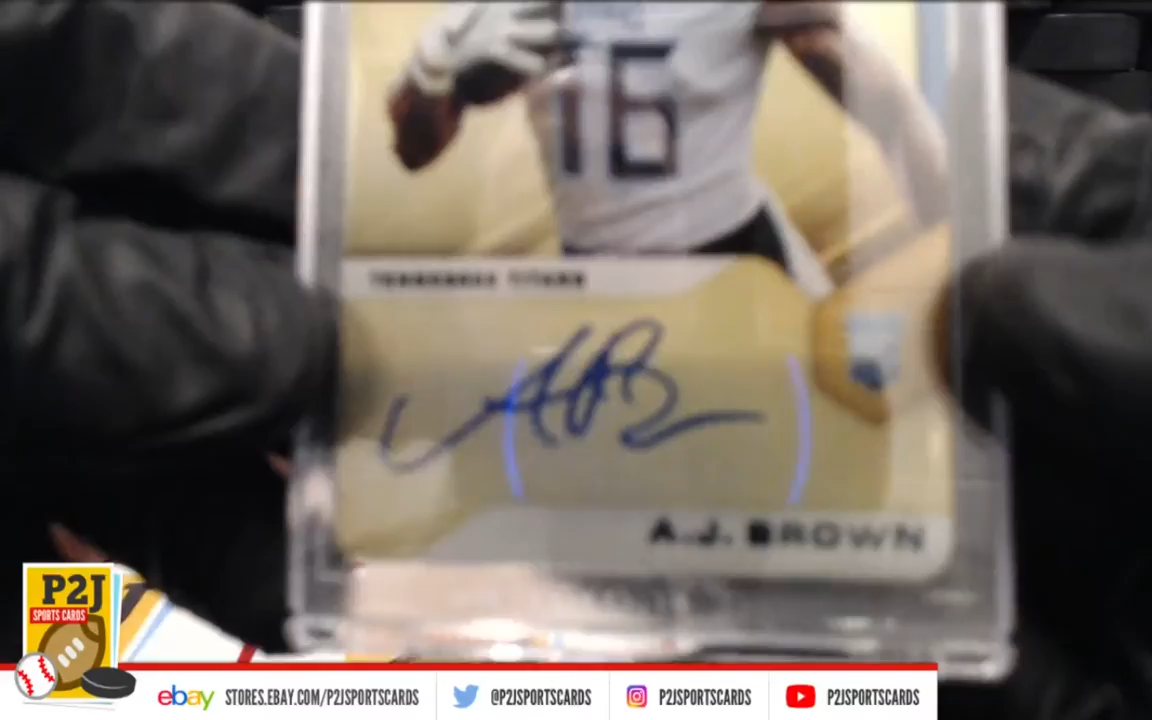 16
TENNESSEE TITANS
A.J. BROWN
P2J
SPORTS CARDS
ebay STORES.EBAY.COM/P2JSPORTSCARDS
@P2JSPORTSCARDS
P2JSPORTSCARDS
P2JSPORTSCARDS